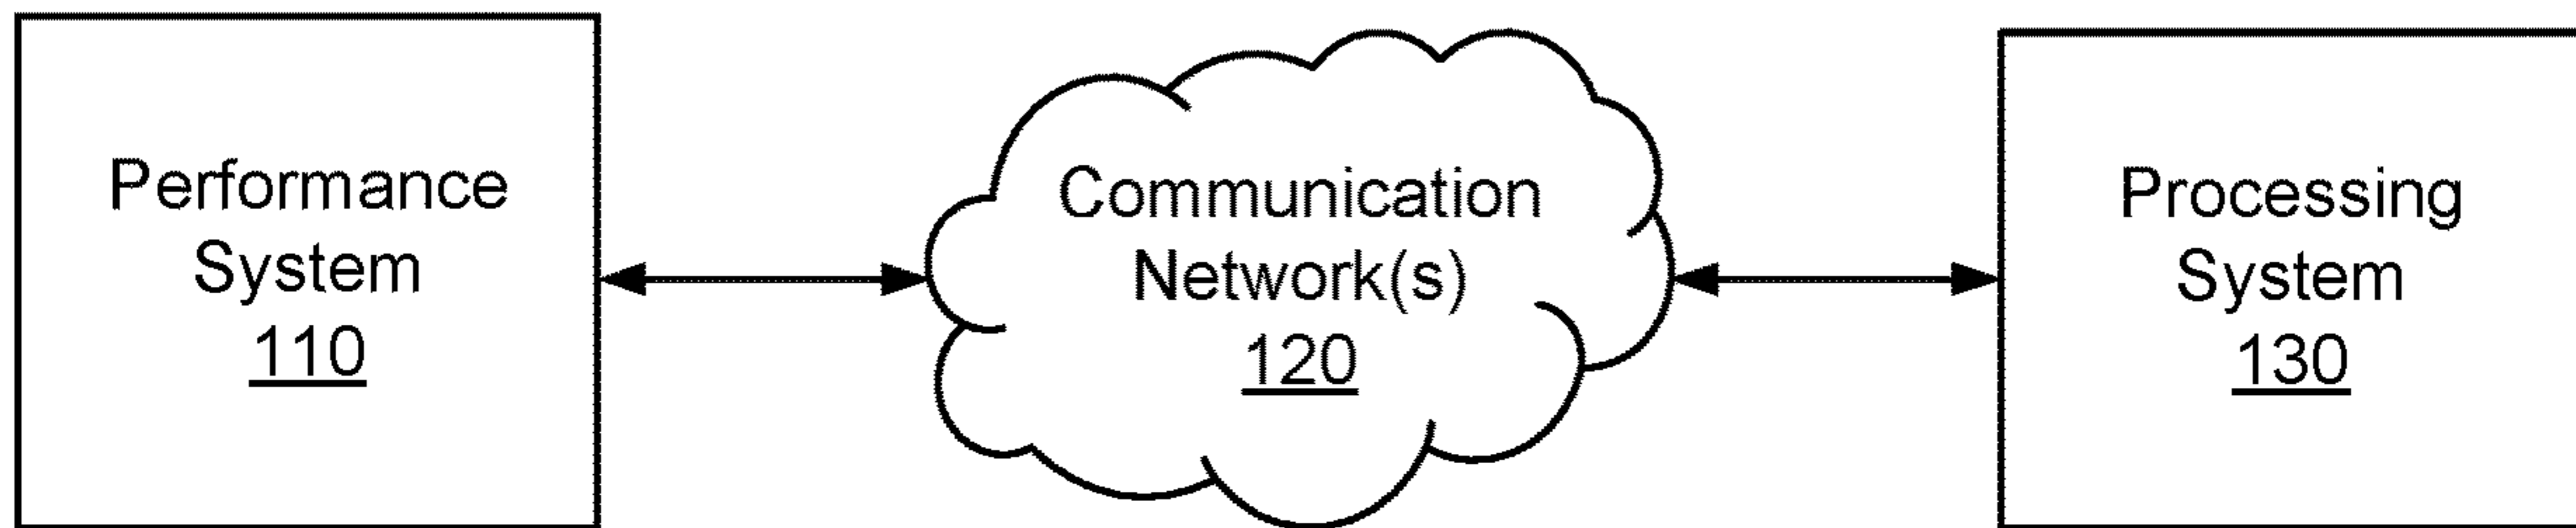 Performance
System
110
Communication
Network(s)
120
Processing
System
130